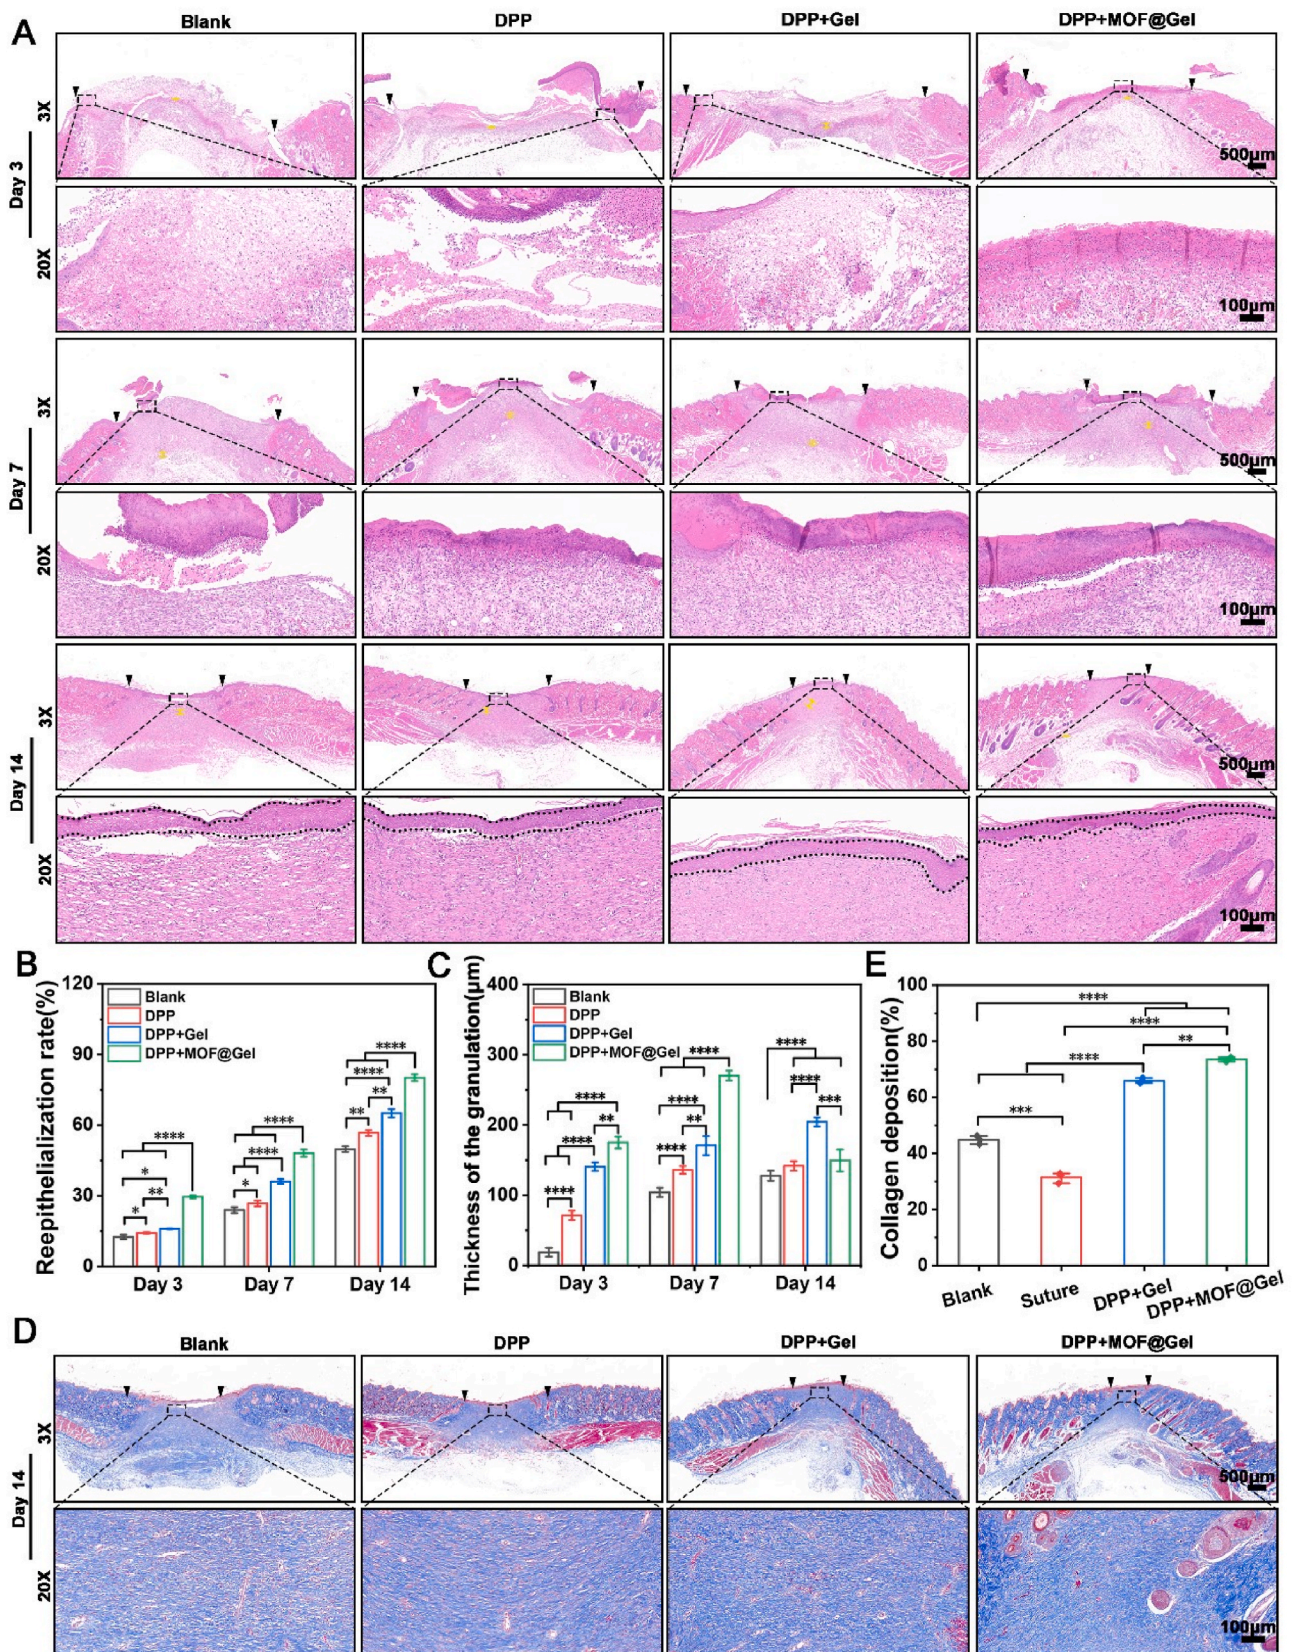 A
Blank
DPP
DPP+Gel
DPP+MOF@Gel
Day 3
3X
500μm
20X
100μm
Day 7
3X
500μm
20X
100μm
Day 14
3X
500μm
20X
100μm
B
Reepithelialization rate(%)
120
90
60
30
0
Blank
DPP
DPP+Gel
DPP+MOF@Gel
* * ** ****
* **** ****
** ** **** ****
Day 3
Day 7
Day 14
C
Thickness of the granulation(μm)
400
300
200
100
0
Blank
DPP
DPP+Gel
DPP+MOF@Gel
**** **** ** ****
**** ** **** ****
**** **** ***
Day 3
Day 7
Day 14
E
Collagen deposition(%)
100
80
60
40
20
0
****
****
**
****
***
Blank
Suture
DPP+Gel
DPP+MOF@Gel
D
Blank
DPP
DPP+Gel
DPP+MOF@Gel
Day 14
3X
500μm
20X
100μm